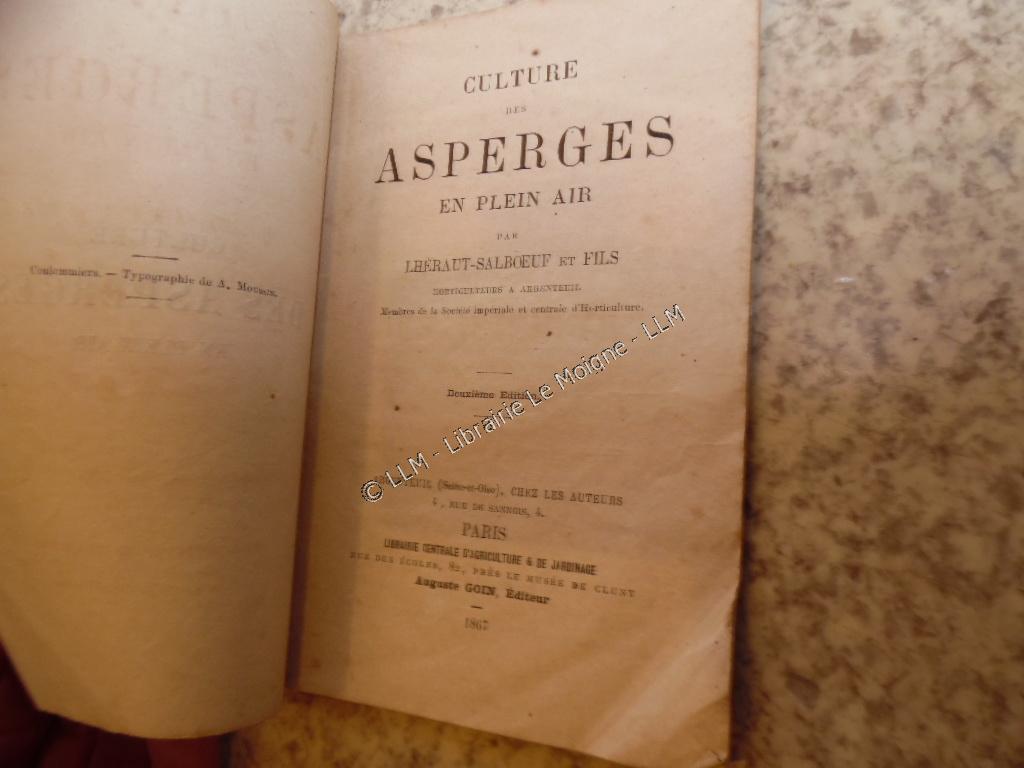 Coulommiers. — Typographie de A. Moussin.
CULTURE
DES
ASPERGES
EN PLEIN AIR
PAR
LHÉRAUT-SALBŒUF ET FILS
HORTICULTEURS A ARGENTEUIL
Membres de la Société impériale et centrale d'Horticulture.
Deuxième Edition
(Seine-et-Oise), CHEZ LES AUTEURS
4, RUE DE SANNOIS, 4.
PARIS
LIBRAIRIE CENTRALE D'AGRICULTURE & DE JARDINAGE
RUE DES ÉCOLES, 82, PRÈS LE MUSÉE DE CLUNY
Auguste GOIN, Éditeur
1867
© LLM - Librairie Le Moigne - LLM